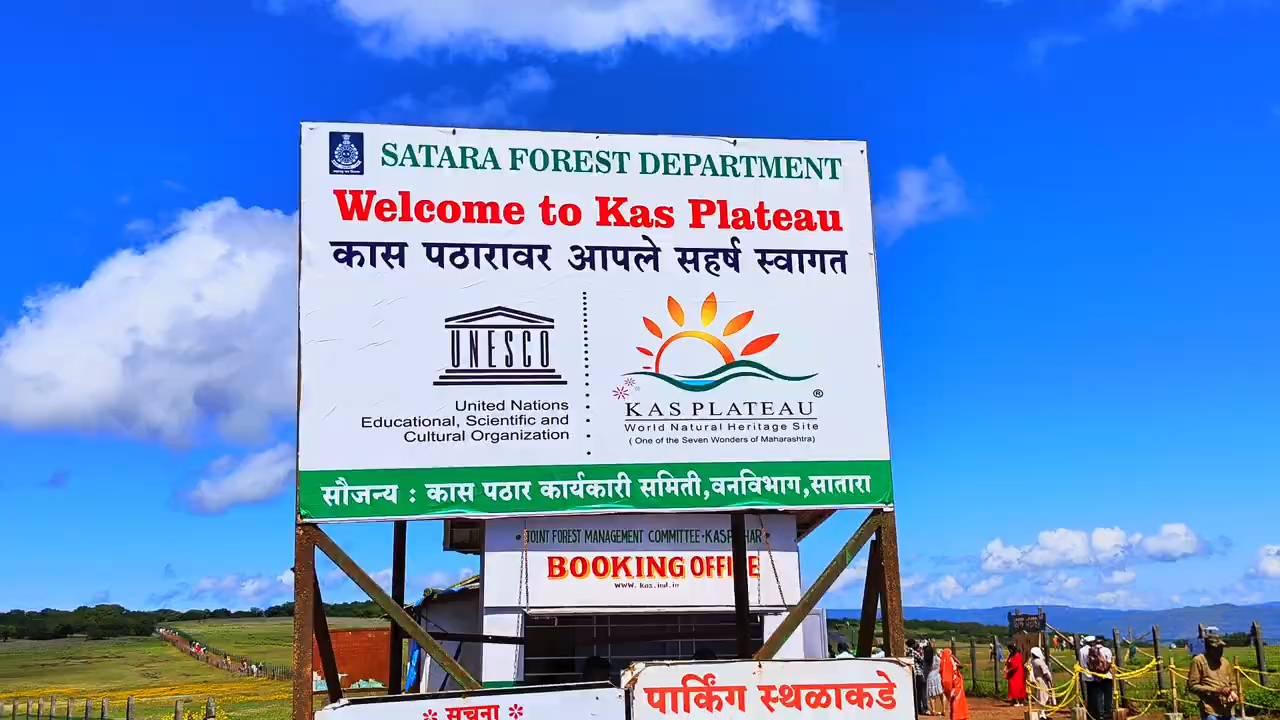 SATARA FOREST DEPARTMENT
Welcome to Kas Plateau
कास पठारावर आपले सहर्ष स्वागत
UNESCO
United Nations
Educational, Scientific and
Cultural Organization
KAS PLATEAU®
World Natural Heritage Site
( One of the Seven Wonders of Maharashtra)
सौजन्य : कास पठार कार्यकारी समिती,वनविभाग,सातारा
JOINT FOREST MANAGEMENT COMMITTEE-
BOOKING
www.kas.ind.in
* सूचना *
पार्किंग स्थळाकडे